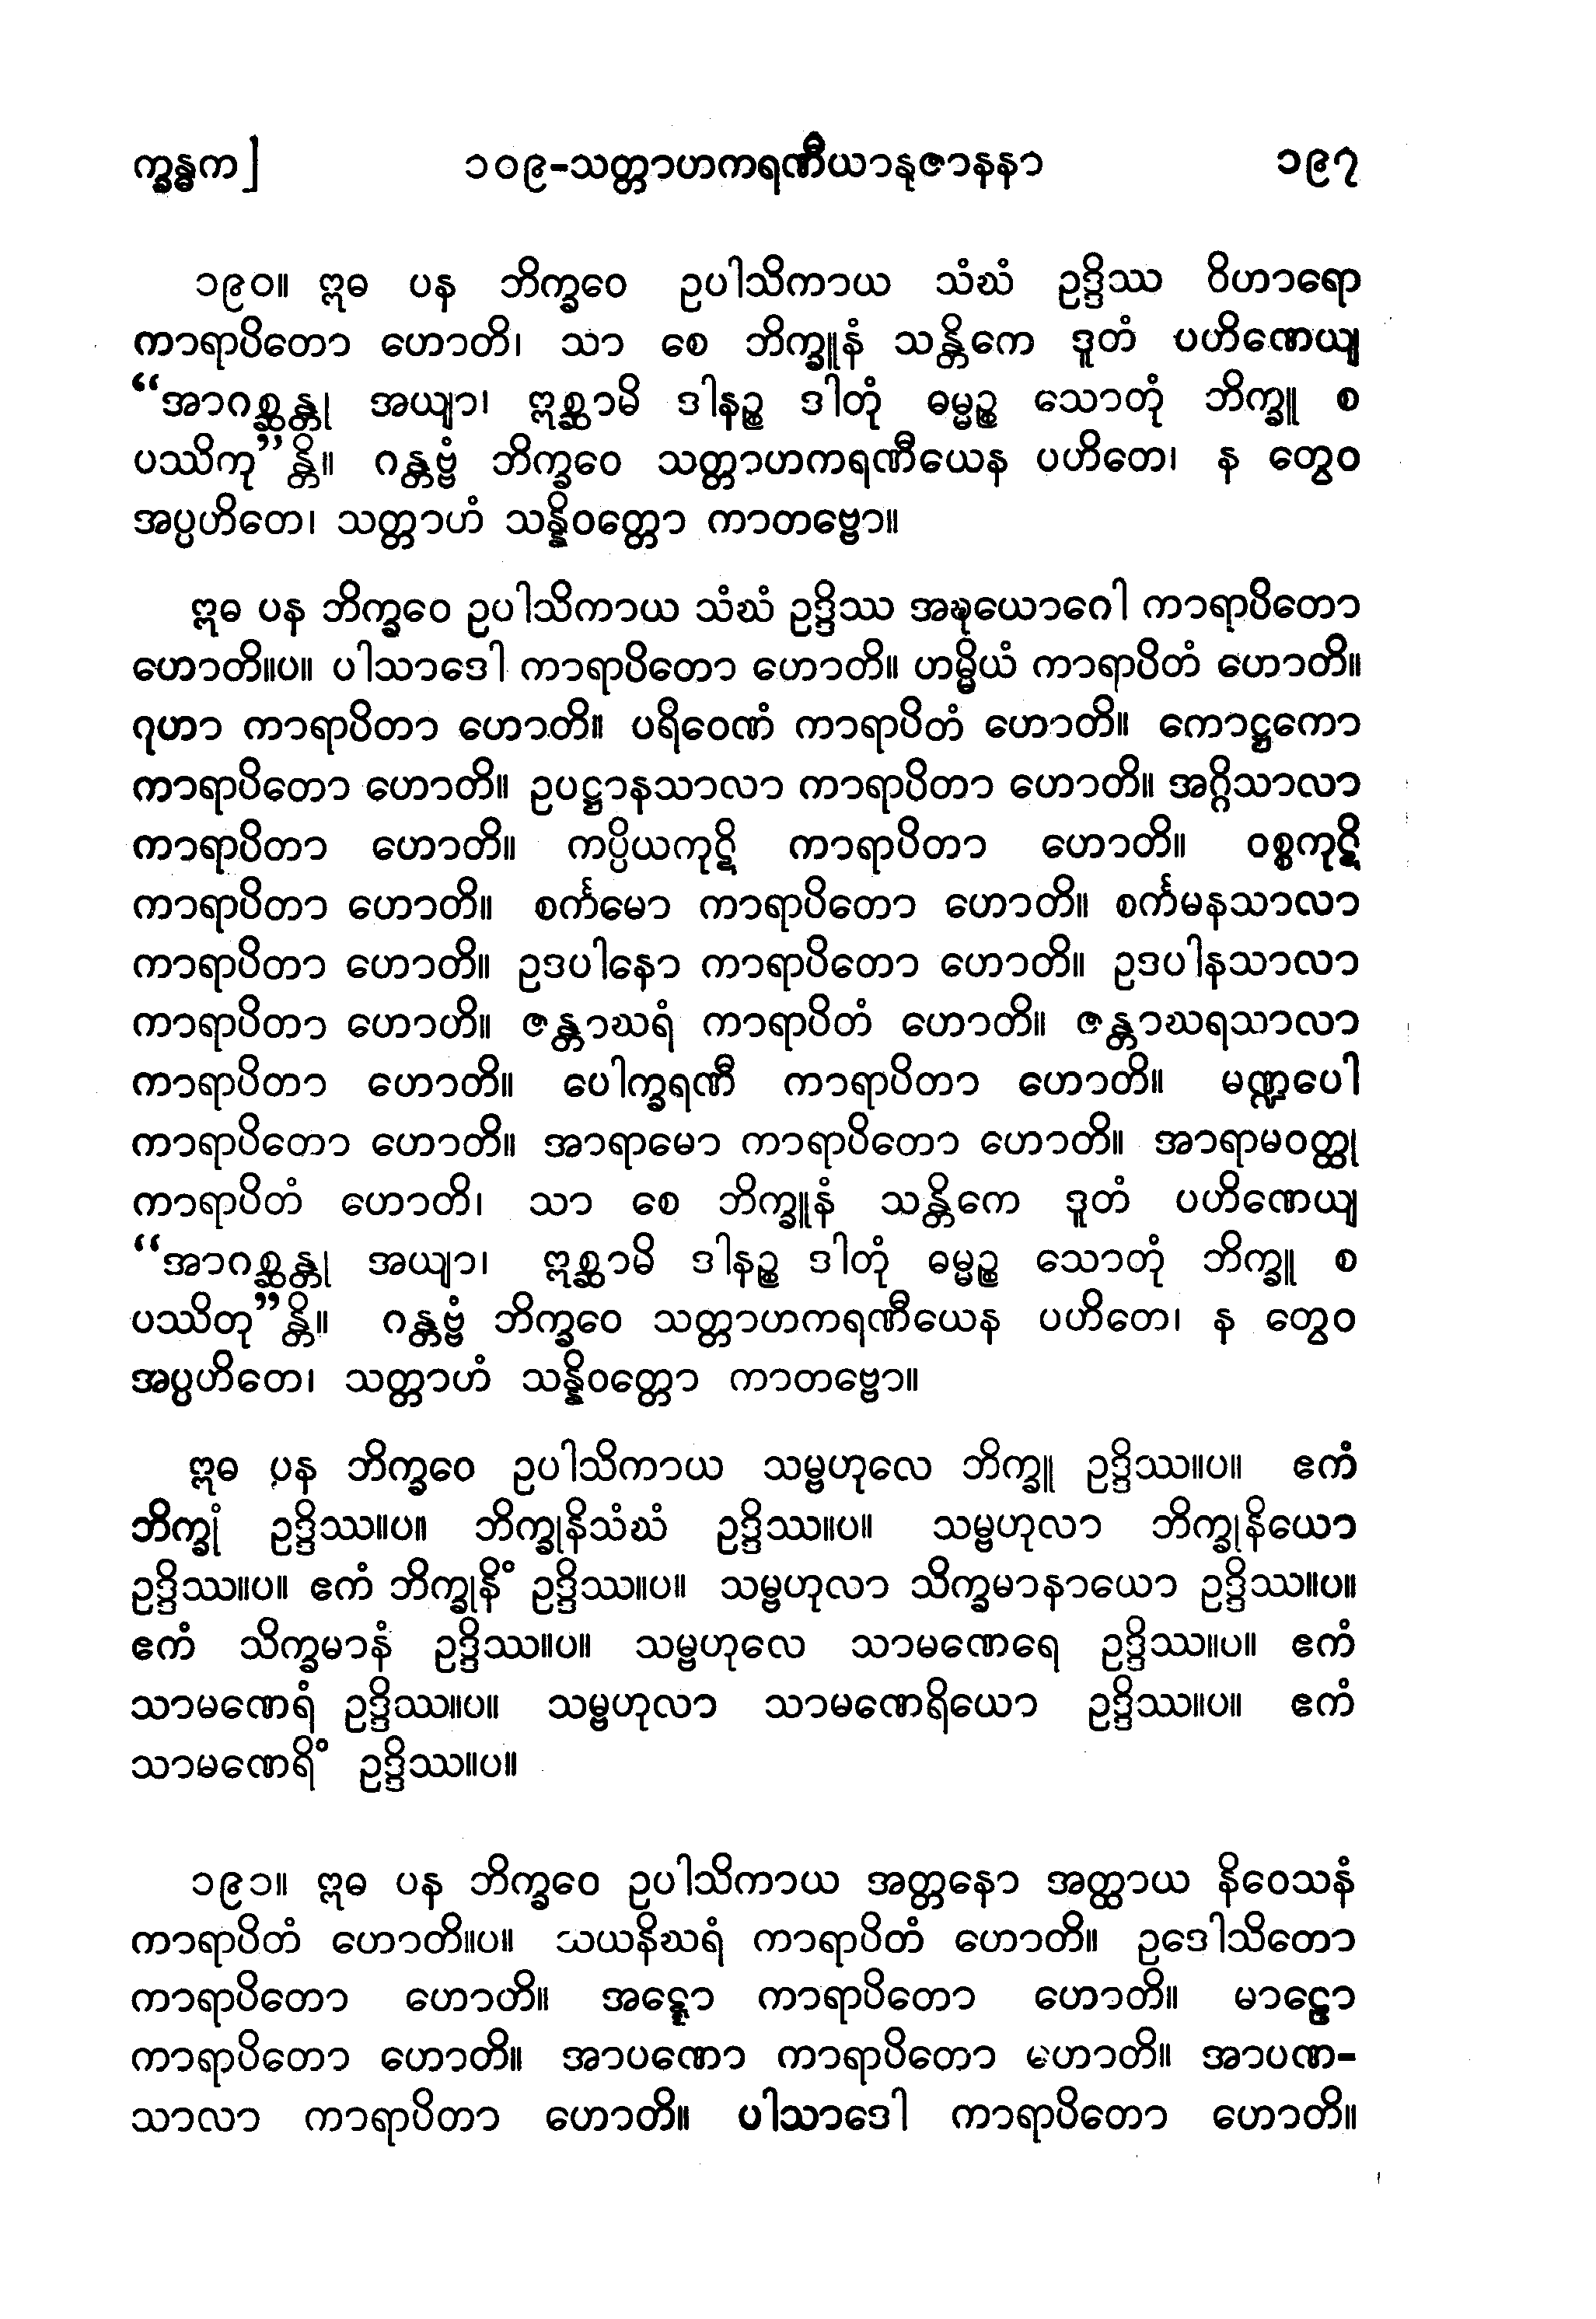 က္ခန္ဓက]	၁၀၉-သတ္တာဟကရဏီယာနုဇာနနာ	၁၉၇
၁၉၀။ ဣဓ ပန ဘိက္ခဝေ ဥပါသိကာယ သံဃံ ဥဒ္ဒိဿ ဝိဟာရော
ကာရာပိတော ဟောတိ၊ သာ စေ ဘိက္ခူနံ သန္တိကေ ဒူတံ ပဟိဏေယျ
“အာဂစ္ဆန္တု အယျာ၊ ဣစ္ဆာမိ ဒါနဉ္စ ဒါတုံ ဓမ္မဉ္စ သောတုံ ဘိက္ခူ စ
ပဿိကု”န္တိ။ ဂန္တဗ္ဗံ ဘိက္ခဝေ သတ္တာဟကရဏီယေန ပဟိတေ၊ န တွေဝ
အပ္ပဟိတေ၊ သတ္တာဟံ သန္နိဝတ္တော ကာတဗ္ဗော။
ဣဓ ပန ဘိက္ခဝေ ဥပါသိကာယ သံဃံ ဥဒ္ဒိဿ အဍ္ဎယောဂေါ ကာရာပိတော
ဟောတိ။ပ။ ပါသာဒေါ ကာရာပိတော ဟောတိ။ ဟမ္မိယံ ကာရာပိတံ ဟောတိ။
ဂုဟာ ကာရာပိတာ ဟောတိ။ ပရိဝေဏံ ကာရာပိတံ ဟောတိ။ ကောဋ္ဌကော
ကာရာပိတော ဟောတိ။ ဥပဋ္ဌာနသာလာ ကာရာပိတာ ဟောတိ။ အဂ္ဂိသာလာ
ကာရာပိတာ ဟောတိ။ ကပ္ပိယကုဋိ ကာရာပိတာ ဟောတိ။ ဝစ္စကုဋိ
ကာရာပိတာ ဟောတိ။ စင်္ကမော ကာရာပိတော ဟောတိ။ စင်္ကမနသာလာ
ကာရာပိတာ ဟောတိ။ ဥဒပါနော ကာရာပိတော ဟောတိ။ ဥဒပါနသာလာ
ကာရာပိတာ ဟောဟိ။ ဇန္တာဃရံ ကာရာပိတံ ဟောတိ။ ဇန္တာဃရသာလာ
ကာရာပိတာ ဟောတိ။ ပေါက္ခရဏီ ကာရာပိတာ ဟောတိ။ မဏ္ဍပေါ
ကာရာပိတော ဟောတိ။ အာရာမော ကာရာပိတော ဟောတိ။ အာရာမဝတ္ထု
ကာရာပိတံ ဟောတိ၊ သာ စေ ဘိက္ခူနံ သန္တိကေ ဒူတံ ပဟိဏေယျ
“အာဂစ္ဆန္တု အယျာ၊ ဣစ္ဆာမိ ဒါနဉ္စ ဒါတုံ ဓမ္မဉ္စ သောတုံ ဘိက္ခူ စ
ပဿိတု”န္တိ။ ဂန္တဗ္ဗံ ဘိက္ခဝေ သတ္တာဟကရဏီယေန ပဟိတေ၊ န တွေဝ
အပ္ပဟိတေ၊ သတ္တာဟံ သန္နိဝတ္တော ကာတဗ္ဗော။
ဣဓ ပန ဘိက္ခဝေ ဥပါသိကာယ သမ္ဗဟုလေ ဘိက္ခူ ဥဒ္ဒိဿ။ပ။ ဧကံ
ဘိက္ခုံ ဥဒ္ဒိဿ။ပ။ ဘိက္ခုနိသံဃံ ဥဒ္ဒိဿ။ပ။ သမ္ဗဟုလာ ဘိက္ခုနိယော
ဥဒ္ဒိဿ။ပ။ ဧကံ ဘိက္ခုနိံ ဥဒ္ဒိဿ။ပ။ သမ္ဗဟုလာ သိက္ခမာနာယော ဥဒ္ဒိဿ။ပ။
ဧကံ သိက္ခမာနံ ဥဒ္ဒိဿ။ပ။ သမ္ဗဟုလေ သာမဏေရေ ဥဒ္ဒိဿ။ပ။ ဧကံ
သာမဏေရံ ဥဒ္ဒိဿ။ပ။ သမ္ဗဟုလာ သာမဏေရိယော ဥဒ္ဒိဿ။ပ။ ဧကံ
သာမဏေရိံ ဥဒ္ဒိဿ။ပ။
၁၉၁။ ဣဓ ပန ဘိက္ခဝေ ဥပါသိကာယ အတ္တနော အတ္ထာယ နိဝေသနံ
ကာရာပိတံ ဟောတိ။ပ။ သယနိဃရံ ကာရာပိတံ ဟောတိ။ ဥဒေါသိတော
ကာရာပိတော ဟောဟိ။ အဋ္ဋော ကာရာပိတော ဟောတိ။ မာဠော
ကာရာပိတော ဟောတိ။ အာပဏော ကာရာပိတော ဟောတိ။ အာပဏ-
သာလာ ကာရာပိတာ ဟောတိ။ ပါသာဒေါ ကာရာပိတော ဟောတိ။